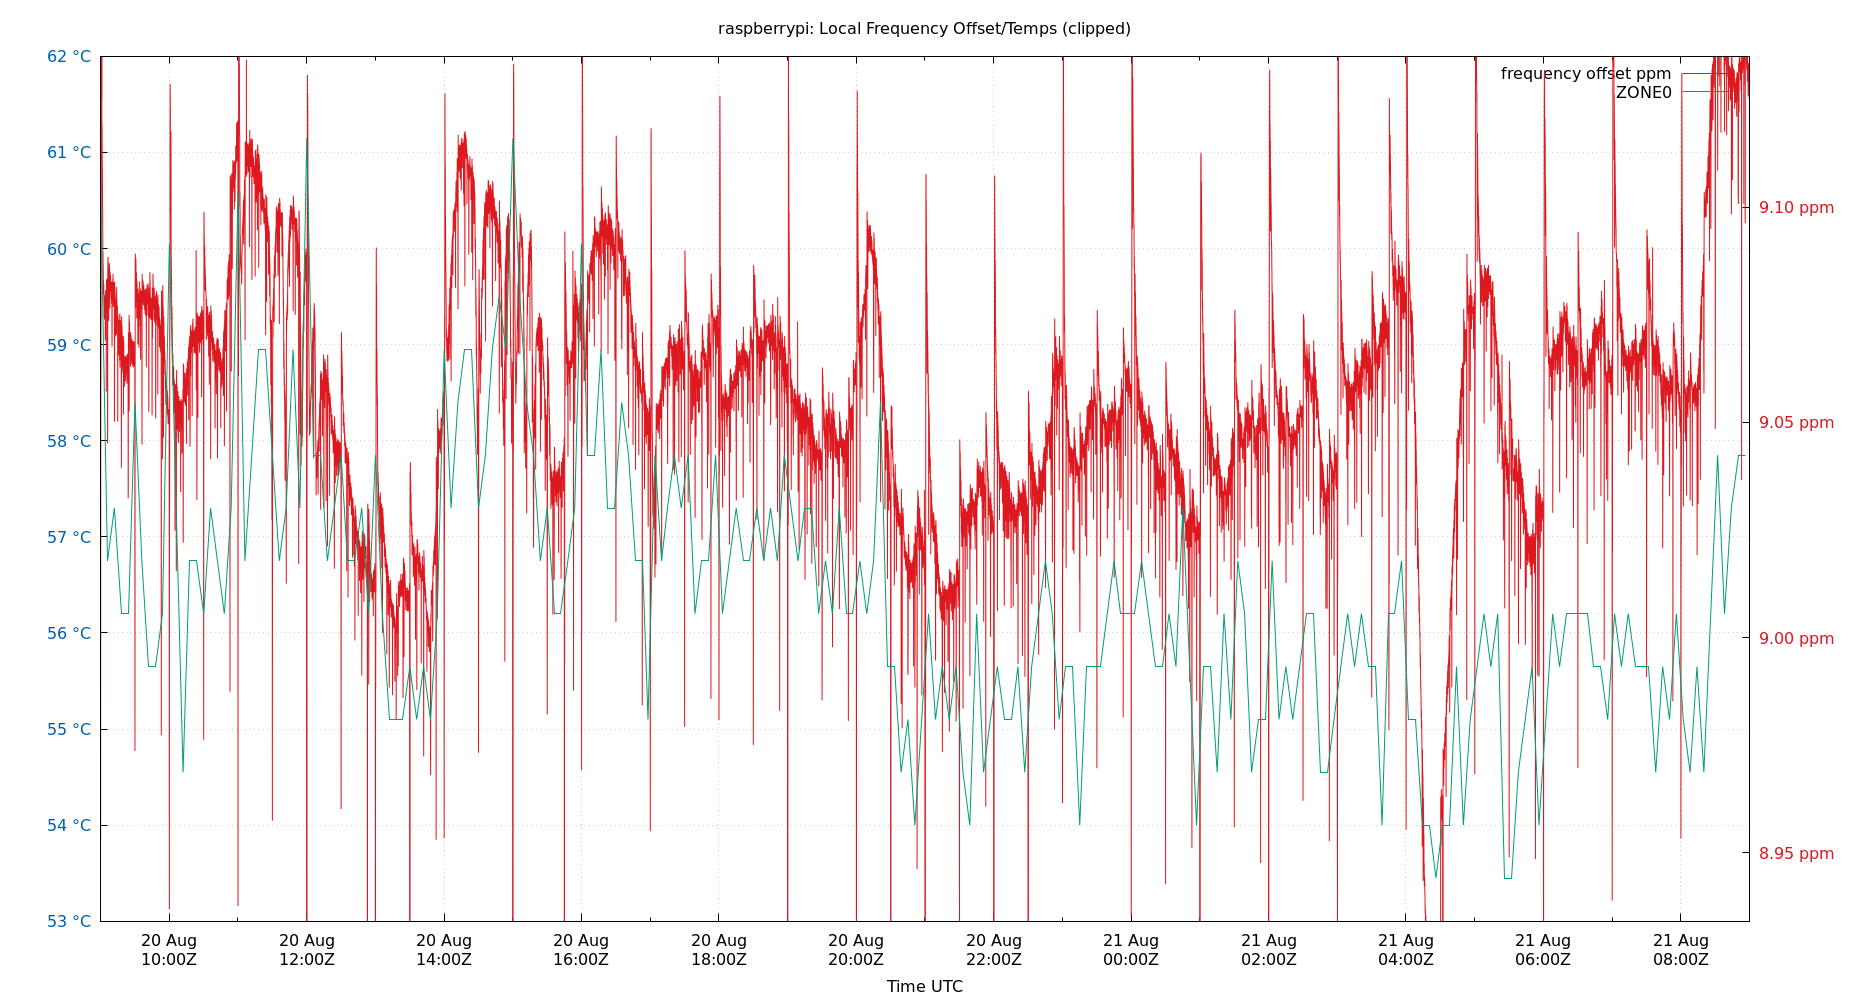 raspberrypi: Local Frequency Offset/Temps (clipped)
62 °C
61 °C
60 °C
59 °C
58 °C
57 °C
56 °C
55 °C
54 °C
53 °C
frequency offset ppm
ZONE0
9.10 ppm
9.05 ppm
9.00 ppm
8.95 ppm
20 Aug
10:00Z
20 Aug
12:00Z
20 Aug
14:00Z
20 Aug
16:00Z
20 Aug
18:00Z
20 Aug
20:00Z
20 Aug
22:00Z
21 Aug
00:00Z
21 Aug
02:00Z
21 Aug
04:00Z
21 Aug
06:00Z
21 Aug
08:00Z
Time UTC